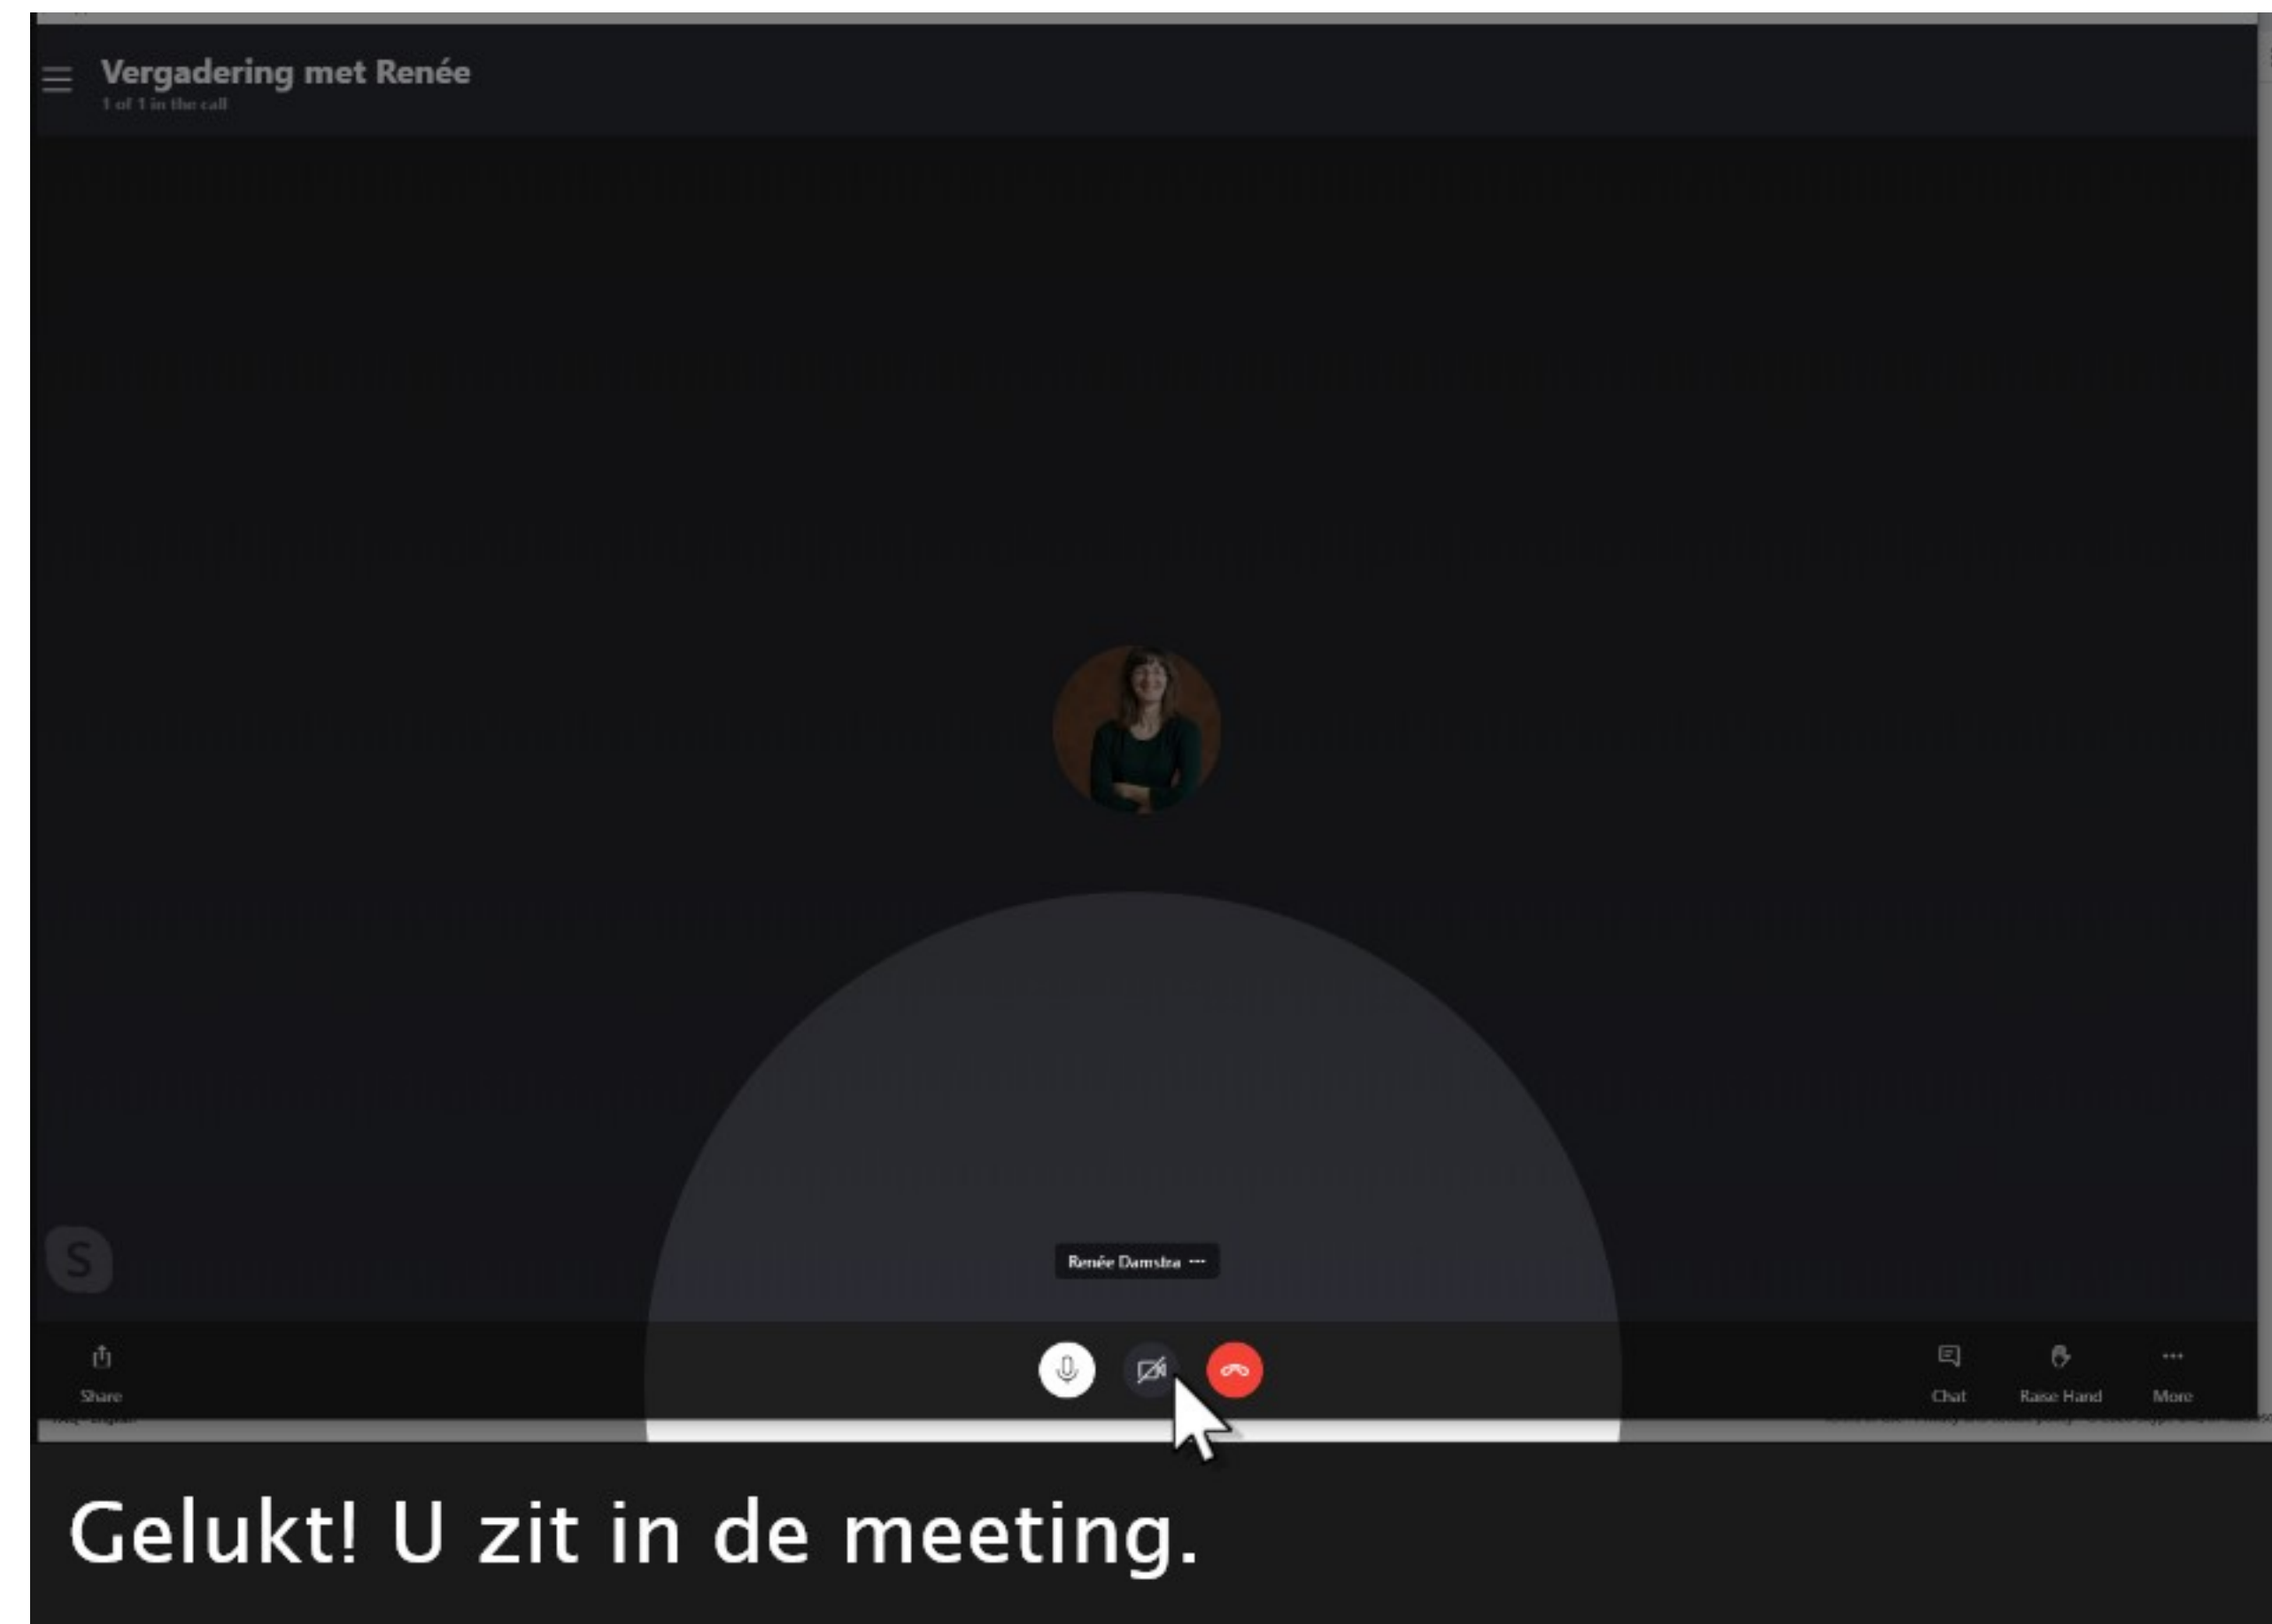 Vergadering met Renée
1 of 1 in the call
S
Renée Damstra ···
Share
Chat
Raise Hand
More
Gelukt! U zit in de meeting.